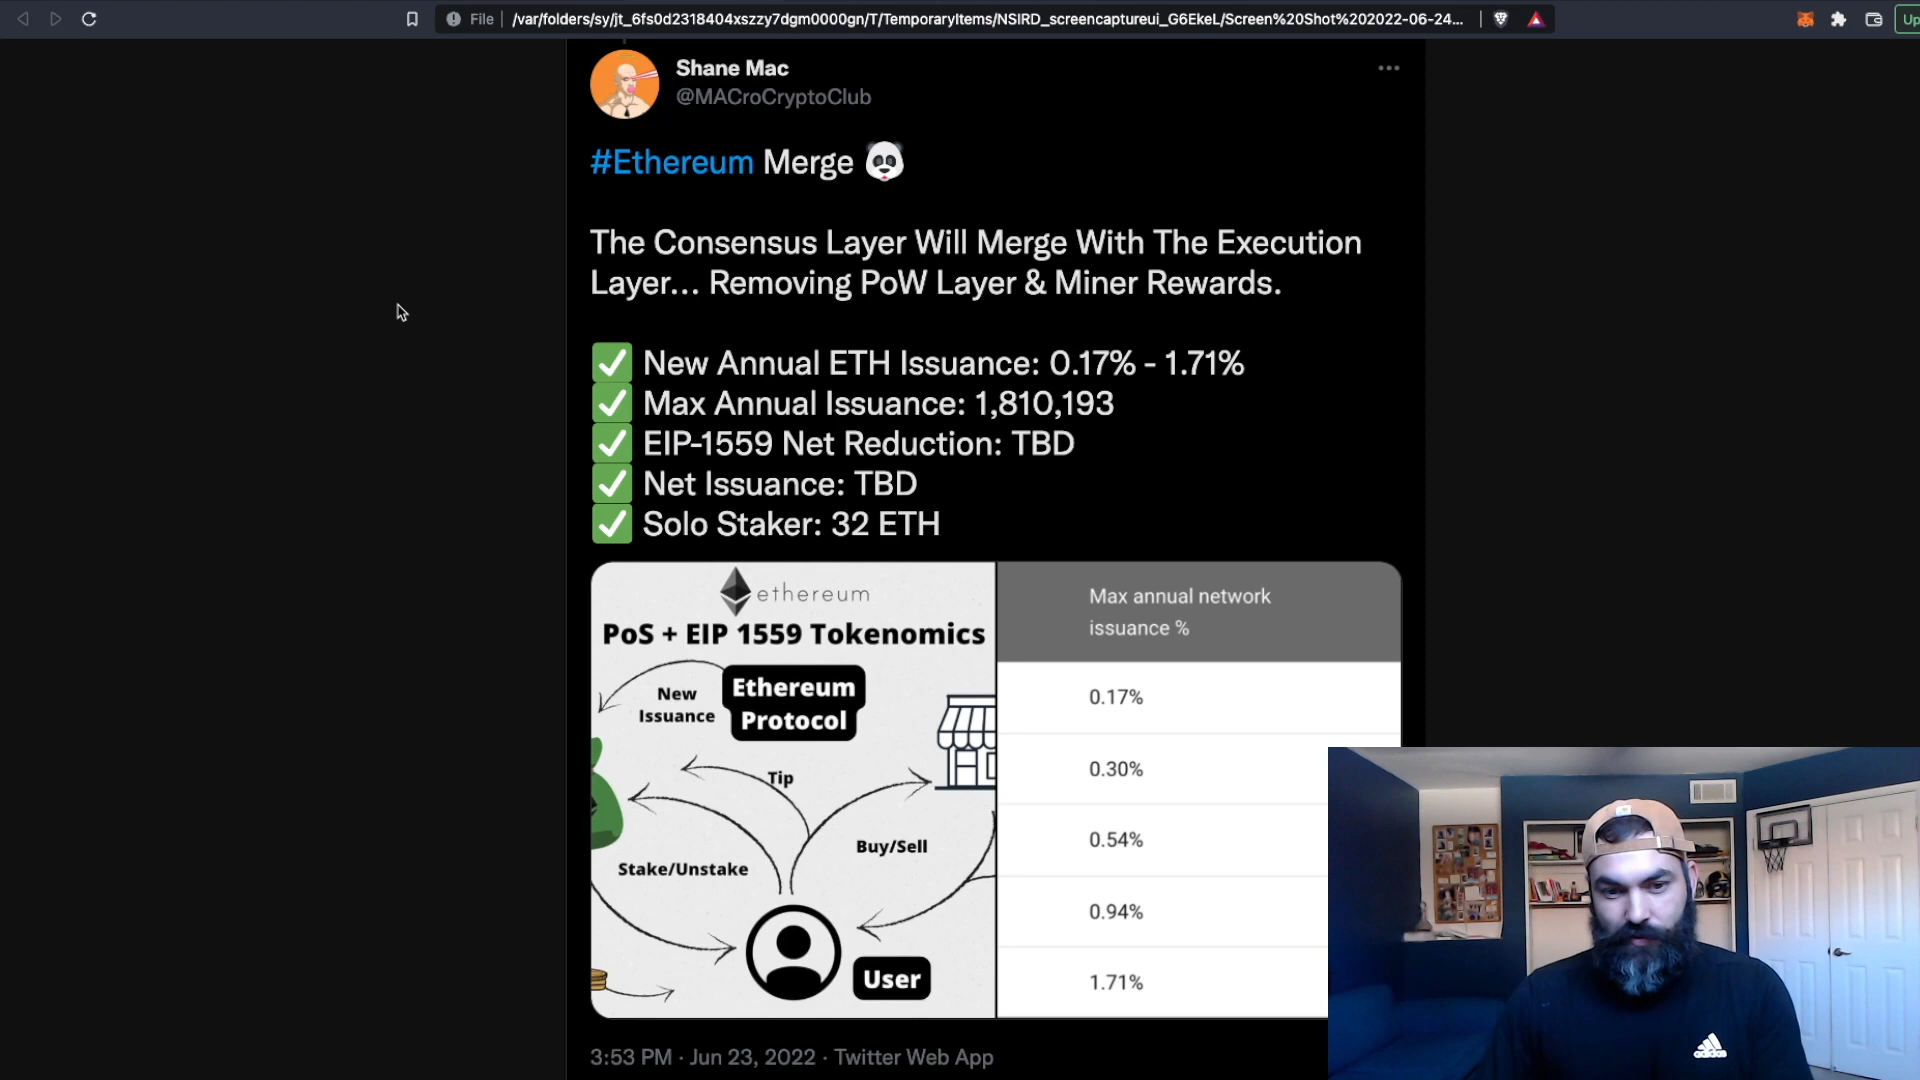 File
/var/folders/sy/jt_6fs0d2318404xszzy7dgm0000gn/T/TemporaryItems/NSIRD_screencaptureui_G6EkeL/Screen%20Shot%202022-06-24...
Up
Shane Mac
@MACroCryptoClub
#Ethereum Merge
The Consensus Layer Will Merge With The Execution
Layer... Removing PoW Layer & Miner Rewards.
New Annual ETH Issuance: 0.17% - 1.71%
Max Annual Issuance: 1,810,193
EIP-1559 Net Reduction: TBD
Net Issuance: TBD
Solo Staker: 32 ETH
ethereum
PoS + EIP 1559 Tokenomics
New
Issuance
Ethereum
Protocol
Tip
Buy/Sell
Stake/Unstake
User
Max annual network
issuance %
0.17%
0.30%
0.54%
0.94%
1.71%
adidas
3:53 PM · Jun 23, 2022 · Twitter Web App